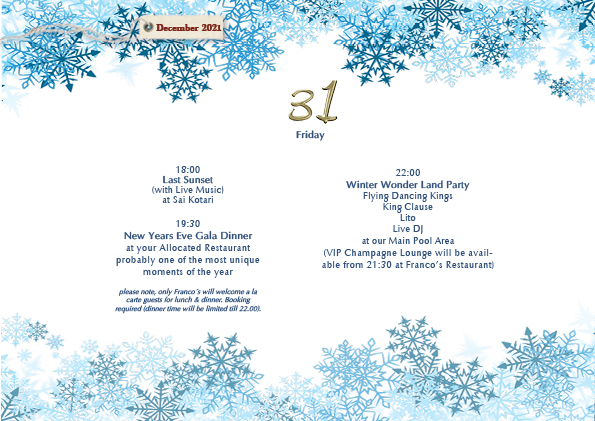 December 2021
31
Friday
18:00
Last Sunset
(with Live Music)
at Sai Kotari
19:30
New Years Eve Gala Dinner
at your Allocated Restaurant
probably one of the most unique
moments of the year
please note, only Franco´s will welcome a la
carte guests for lunch & dinner. Booking
required (dinner time will be limited till 22.00).
22:00
Winter Wonder Land Party
Flying Dancing Kings
King Clause
Lito
Live DJ
at our Main Pool Area
(VIP Champagne Lounge will be avail-
able from 21:30 at Franco’s Restaurant)